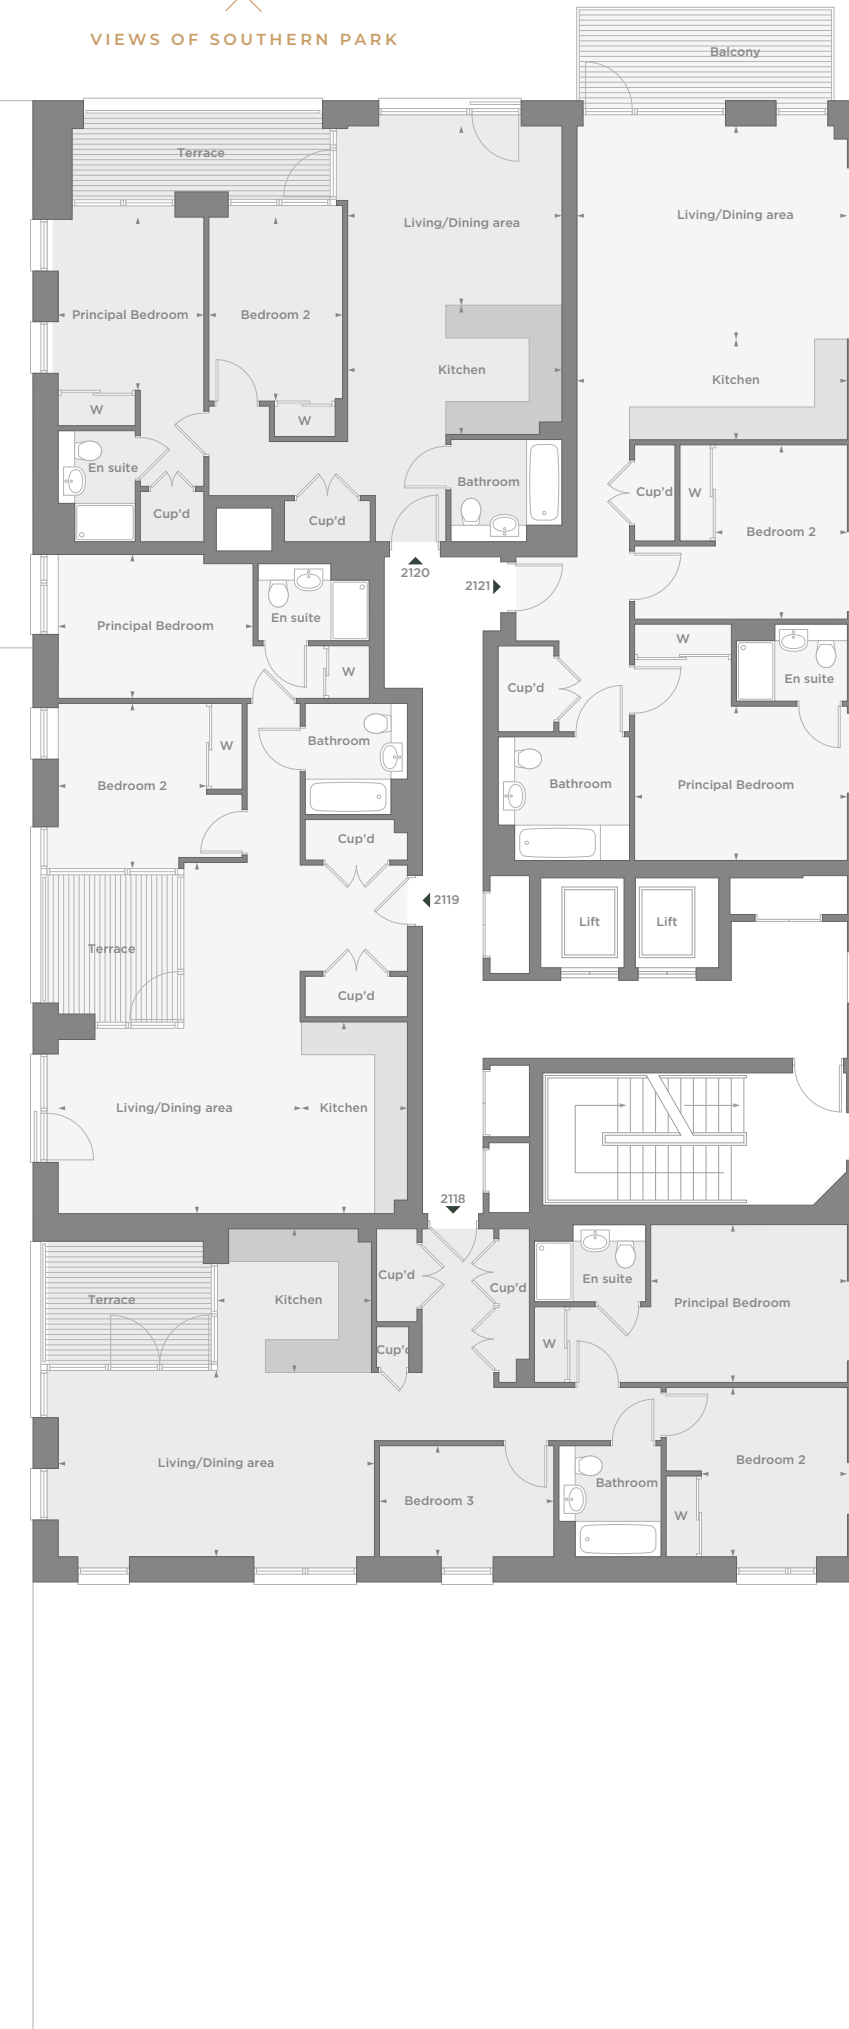 VIEWS OF SOUTHERN PARK
Balcony
Terrace
Living/Dining area
Living/Dining area
Principal Bedroom
Bedroom 2
Kitchen
Kitchen
W
W
En suite
Bathroom
Cup'd
W
Cup'd
Cup'd
Bedroom 2
2120
2121
Principal Bedroom
En suite
W
W
En suite
Cup'd
Bathroom
W
Bedroom 2
Bathroom
Principal Bedroom
Cup'd
2119
Lift
Lift
Terrace
Cup'd
Living/Dining area
Kitchen
2118
Terrace
Kitchen
Cup'd
Cup'd
En suite
Principal Bedroom
Cup'd
W
Living/Dining area
Bedroom 3
Bathroom
Bedroom 2
W